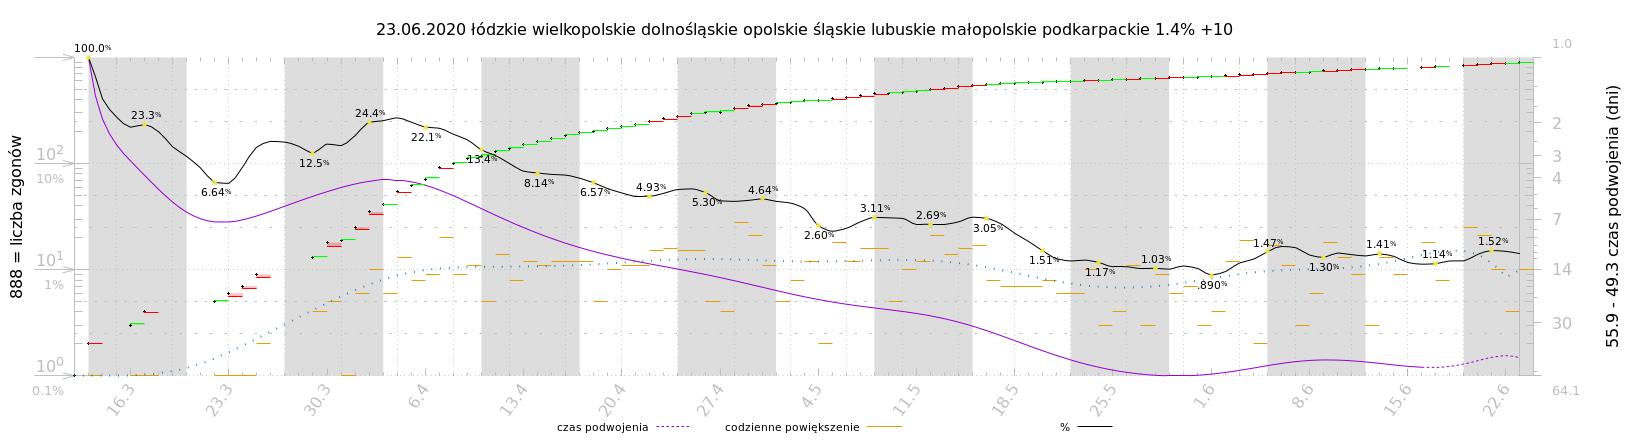 23.06.2020 łódzkie wielkopolskie dolnośląskie opolskie śląskie lubuskie małopolskie podkarpackie 1.4% +10
888 = liczba zgonów
10² 10¹ 10⁰
10% 1% 0.1%
100.0% 23.3% 6.64% 12.5% 24.4% 22.1% 13.4% 8.14% 6.57% 4.93% 5.30% 4.64% 2.60% 3.11% 2.69% 3.05% 1.51% 1.17% 1.03% .890% 1.47% 1.30% 1.41% 1.14% 1.52%
1.0
2
3
4
7
14
30
64.1
55.9 - 49.3 czas podwojenia (dni)
16.3 23.3 30.3 6.4 13.4 20.4 27.4 4.5 11.5 18.5 25.5 1.6 8.6 15.6 22.6
czas podwojenia codzienne powiększenie %